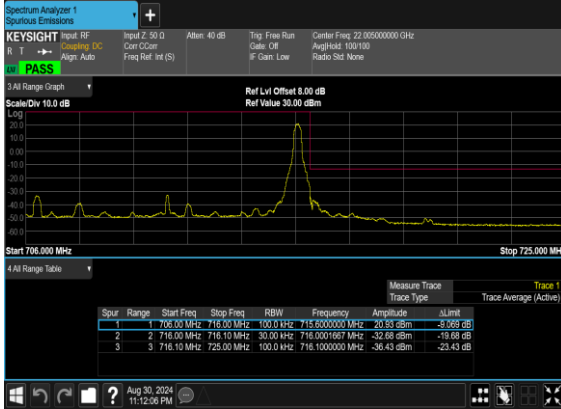 Spectrum Analyzer 1
Spurious Emissions
+
KEYSIGHT Input: RF Input Z: 50 Ω Atten: 40 dB Trig: Free Run Center Freq: 22.005000000 GHz
R T Coupling: DC Corr CCorr Gate: Off Avg|Hold: 100/100
Align: Auto Freq Ref: Int (S) IF Gain: Low Radio Std: None
PASS
3 All Range Graph
Ref Lvl Offset 8.00 dB
Scale/Div 10.0 dB Ref Value 30.00 dBm
Log
20.0
10.0
0.00
-10.0
-20.0
-30.0
-40.0
-50.0
-60.0
Start 706.000 MHz Stop 725.000 MH
4 All Range Table
Measure Trace Trace 1
Trace Type Trace Average (Active)
Spur Range Start Freq Stop Freq RBW Frequency Amplitude ΔLimit
1 1 706.00 MHz 716.00 MHz 100.0 kHz 715.6000000 MHz 20.93 dBm -9.069 dB
2 2 716.00 MHz 716.10 MHz 30.00 kHz 716.0001667 MHz -32.68 dBm -19.68 dB
3 3 716.10 MHz 725.00 MHz 100.0 kHz 716.1000000 MHz -36.43 dBm -23.43 dB
? Aug 30, 2024
11:12:06 PM